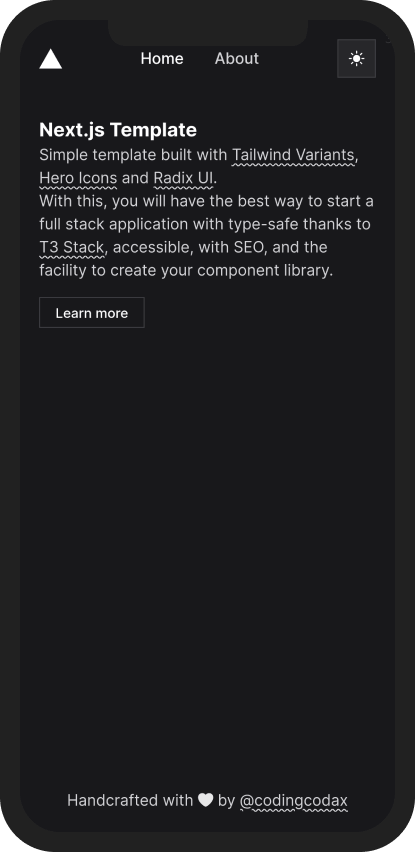 Home About
Next.js Template
Simple template built with Tailwind Variants,
Hero Icons and Radix UI.
With this, you will have the best way to start a
full stack application with type-safe thanks to
T3 Stack, accessible, with SEO, and the
facility to create your component library.
Learn more
Handcrafted with 🤍 by @codingcodax